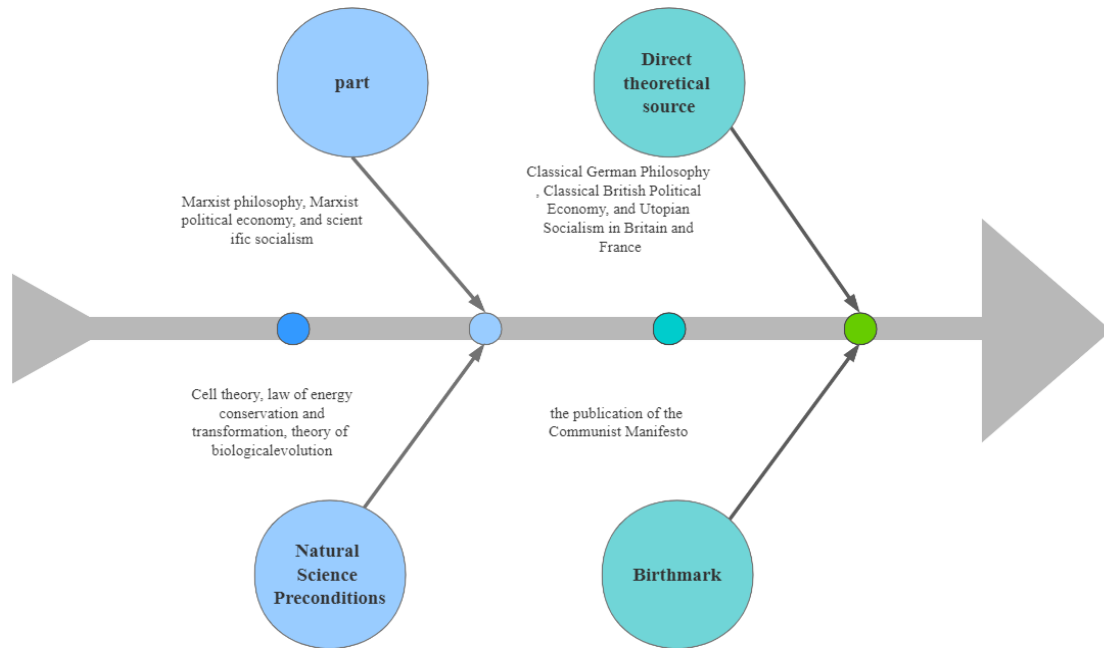 part
Direct
theoretical
source
Marxist philosophy, Marxist
political economy, and scient
ific socialism
Classical German Philosophy
, Classical British Political
Economy, and Utopian
Socialism in Britain and
France
Cell theory, law of energy
conservation and
transformation, theory of
biologicalevolution
the publication of the
Communist Manifesto
Natural
Science
Preconditions
Birthmark